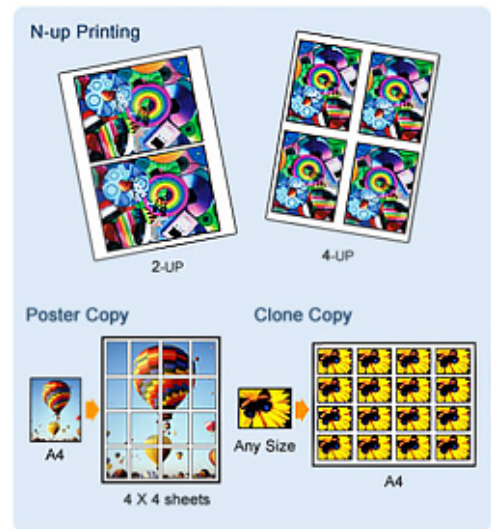 N-up Printing
2-UP
4-UP
Poster Copy
Clone Copy
A4
4 X 4 sheets
Any Size
A4